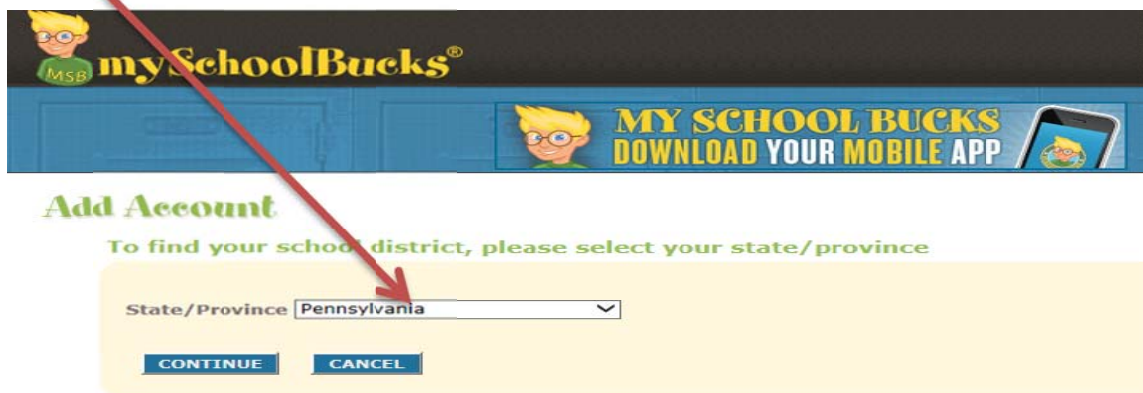 MSB mySchoolBucks®
MY SCHOOL BUCKS
DOWNLOAD YOUR MOBILE APP
Add Account
To find your school district, please select your state/province
State/Province Pennsylvania
CONTINUE CANCEL